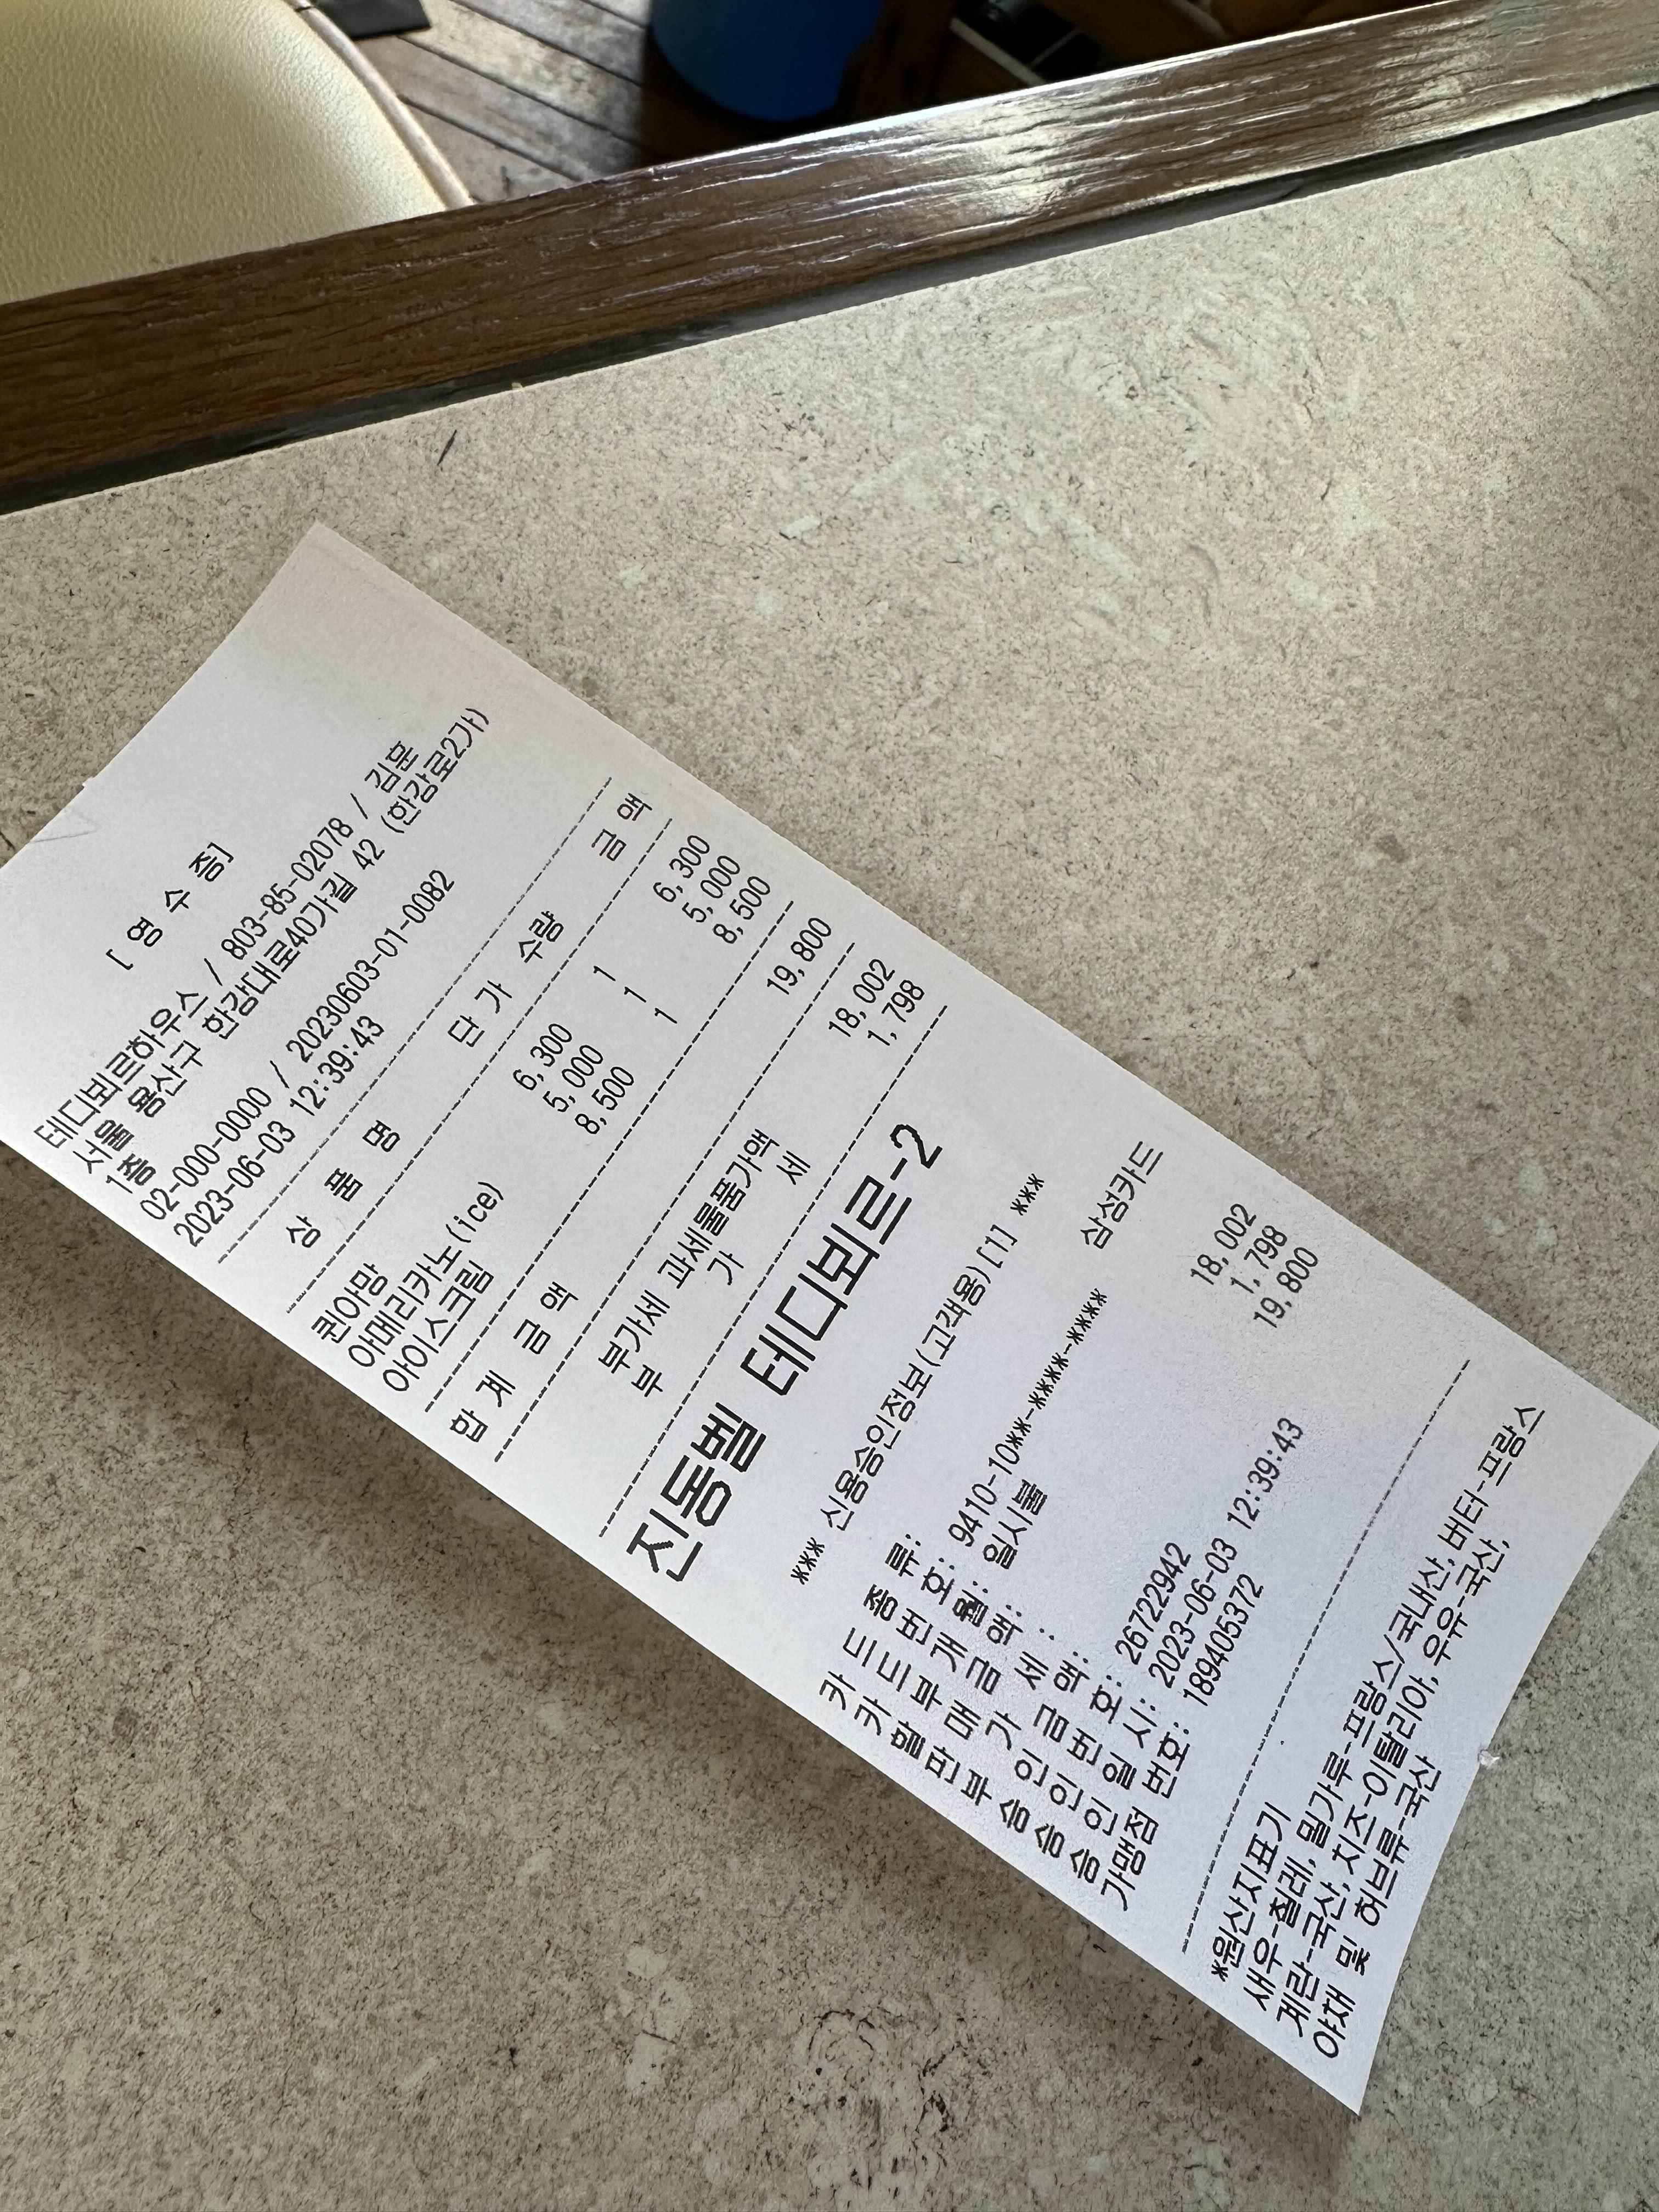 [ 영 수 증]
테디뵈르하우스 / 803-85-02078 / 김훈
서울 용산구 한강대로40가길 42 (한강로2가)
1층
02-000-0000 / 20230603-01-0082
2023-06-03 12:39:43
상 품 명 단 가 수량 금 액
퀸아망 6,300 1 6,300
아메리카노(ice) 5,000 1 5,000
아이스크림 8,500 1 8,500
합 계 금 액 19,800
부가세 과세물품가액 18,002
부 가 세 1,798
진동벨 테디뵈르-2
*** 신용승인정보(고객용)[1] ***
카 드 종 류: 삼성카드
카 드 번 호: 9410-10**-****-****
할 부 개 월: 일시불
판 매 금 액: 18,002
부 가 세 : 1,798
승 인 금 액: 19,800
승 인 번 호: 26722942
승 인 일 시: 2023-06-03 12:39:43
가맹점 번호: 189405372
*원산지표기
새우-칠레, 밀가루-프랑스/국내산,버터-프랑스
계란-국산,치즈-이탈리아, 우유-국산,
야채 및 허브류-국산